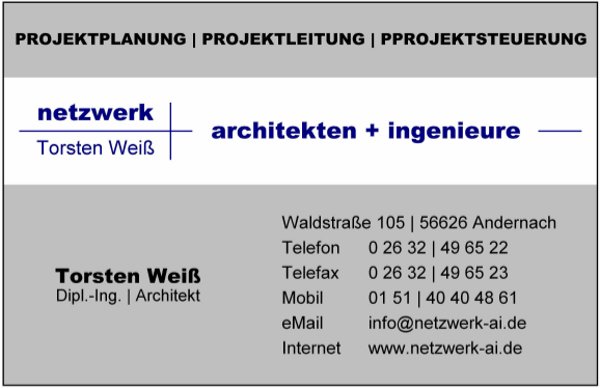 PROJEKTPLANUNG | PROJEKTLEITUNG | PPROJEKTSTEUERUNG
netzwerk
Torsten Weiß
architekten + ingenieure
Waldstraße 105 | 56626 Andernach
Telefon 0 26 32 | 49 65 22
Telefax 0 26 32 | 49 65 23
Mobil 01 51 | 40 40 48 61
eMail info@netzwerk-ai.de
Internet www.netzwerk-ai.de
Torsten Weiß
Dipl.-Ing. | Architekt